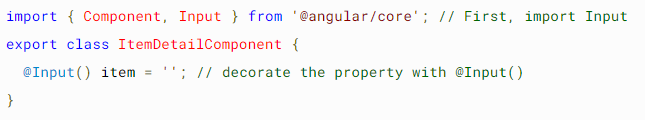 import { Component, Input } from '@angular/core'; // First, import Input
export class ItemDetailComponent {
  @Input() item = ''; // decorate the property with @Input()
}